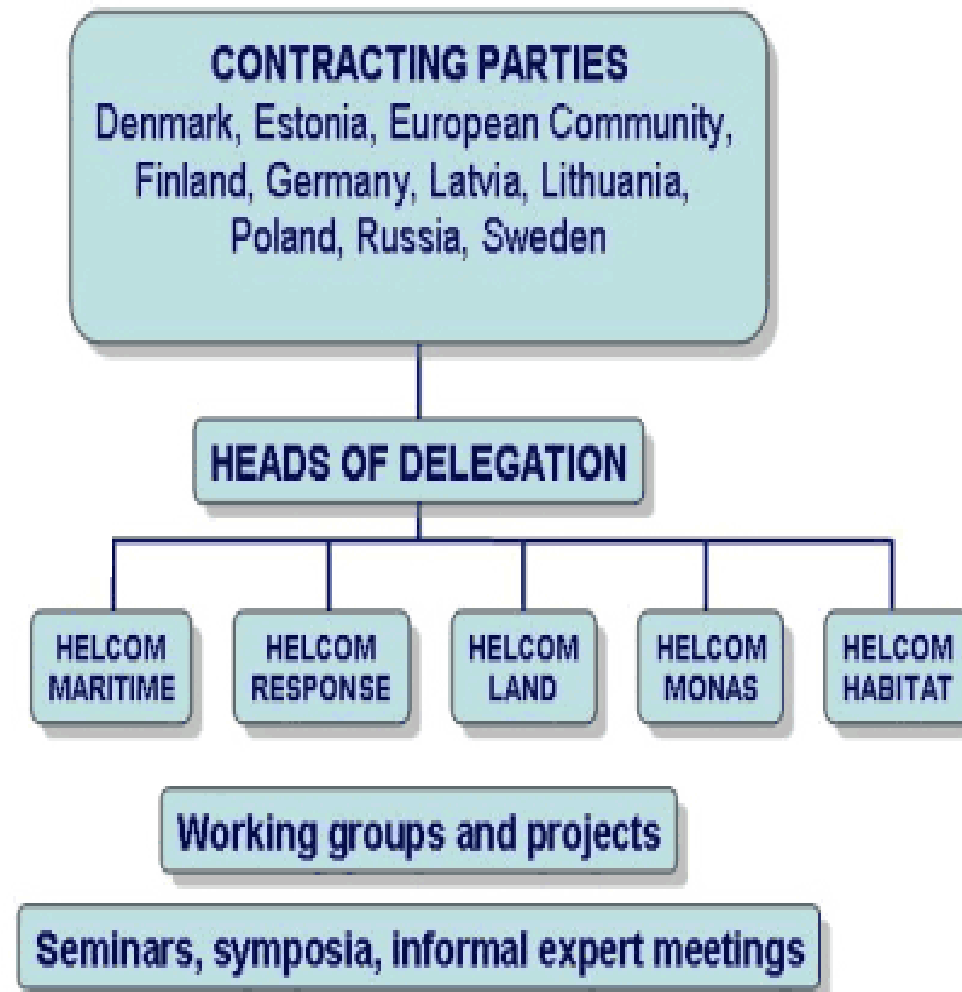 CONTRACTING PARTIES
Denmark, Estonia, European Community,
Finland, Germany, Latvia, Lithuania,
Poland, Russia, Sweden
HEADS OF DELEGATION
HELCOM
MARITIME
HELCOM
RESPONSE
HELCOM
LAND
HELCOM
MONAS
HELCOM
HABITAT
Working groups and projects
Seminars, symposia, informal expert meetings